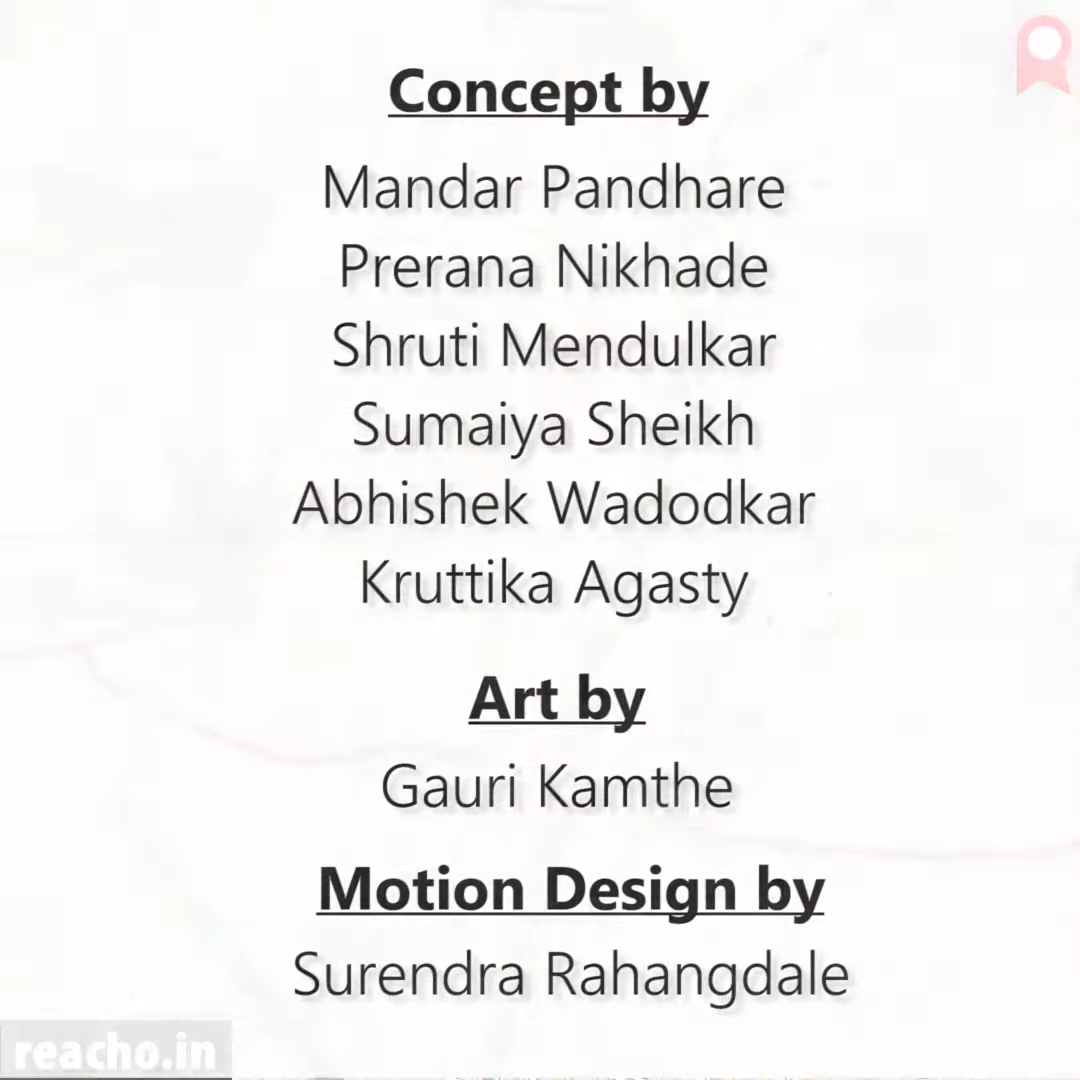 Concept by
Mandar Pandhare
Prerana Nikhade
Shruti Mendulkar
Sumaiya Sheikh
Abhishek Wadodkar
Kruttika Agasty
Art by
Gauri Kamthe
Motion Design by
Surendra Rahangdale
reacho.in